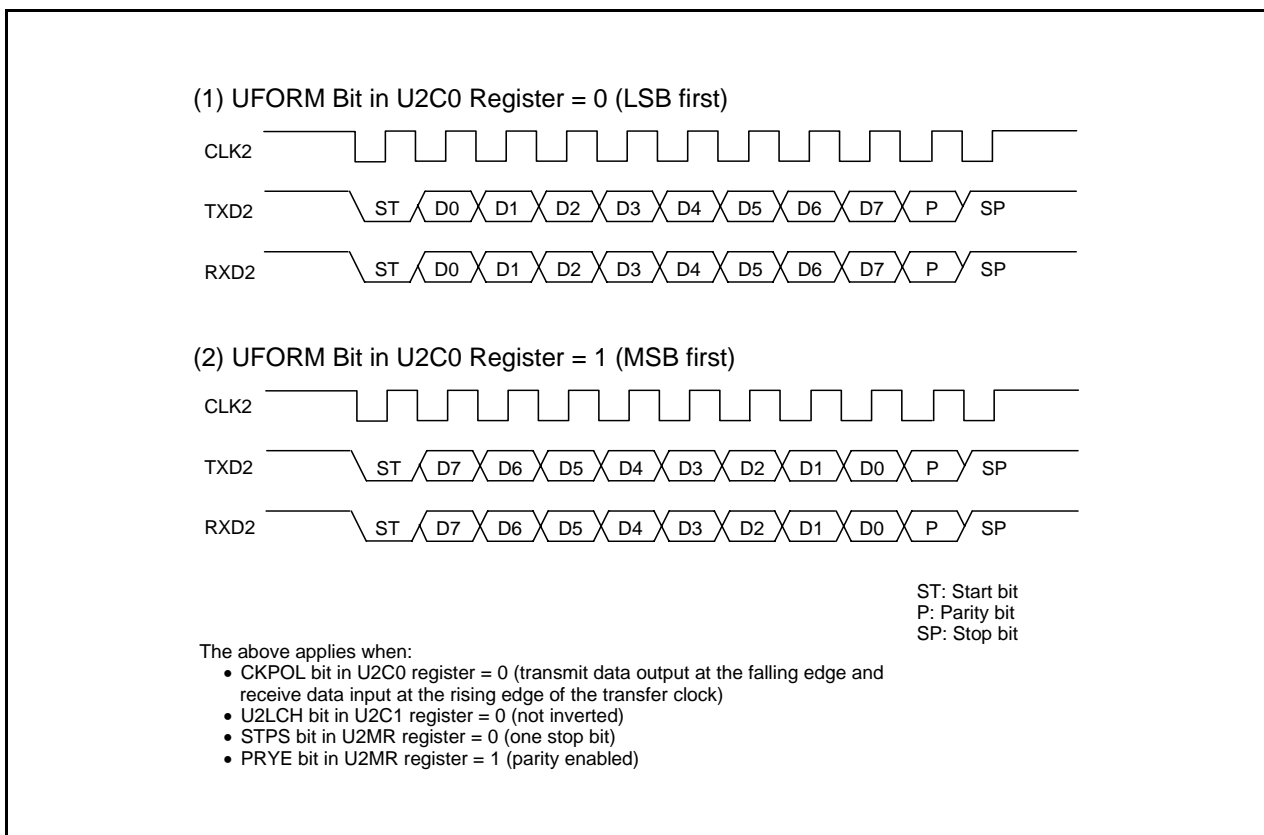 (1) UFORM Bit in U2C0 Register = 0 (LSB first)
CLK2
TXD2 ST D0 D1 D2 D3 D4 D5 D6 D7 P SP
RXD2 ST D0 D1 D2 D3 D4 D5 D6 D7 P SP
(2) UFORM Bit in U2C0 Register = 1 (MSB first)
CLK2
TXD2 ST D7 D6 D5 D4 D3 D2 D1 D0 P SP
RXD2 ST D7 D6 D5 D4 D3 D2 D1 D0 P SP
ST: Start bit
P: Parity bit
SP: Stop bit
The above applies when:
• CKPOL bit in U2C0 register = 0 (transmit data output at the falling edge and
receive data input at the rising edge of the transfer clock)
• U2LCH bit in U2C1 register = 0 (not inverted)
• STPS bit in U2MR register = 0 (one stop bit)
• PRYE bit in U2MR register = 1 (parity enabled)